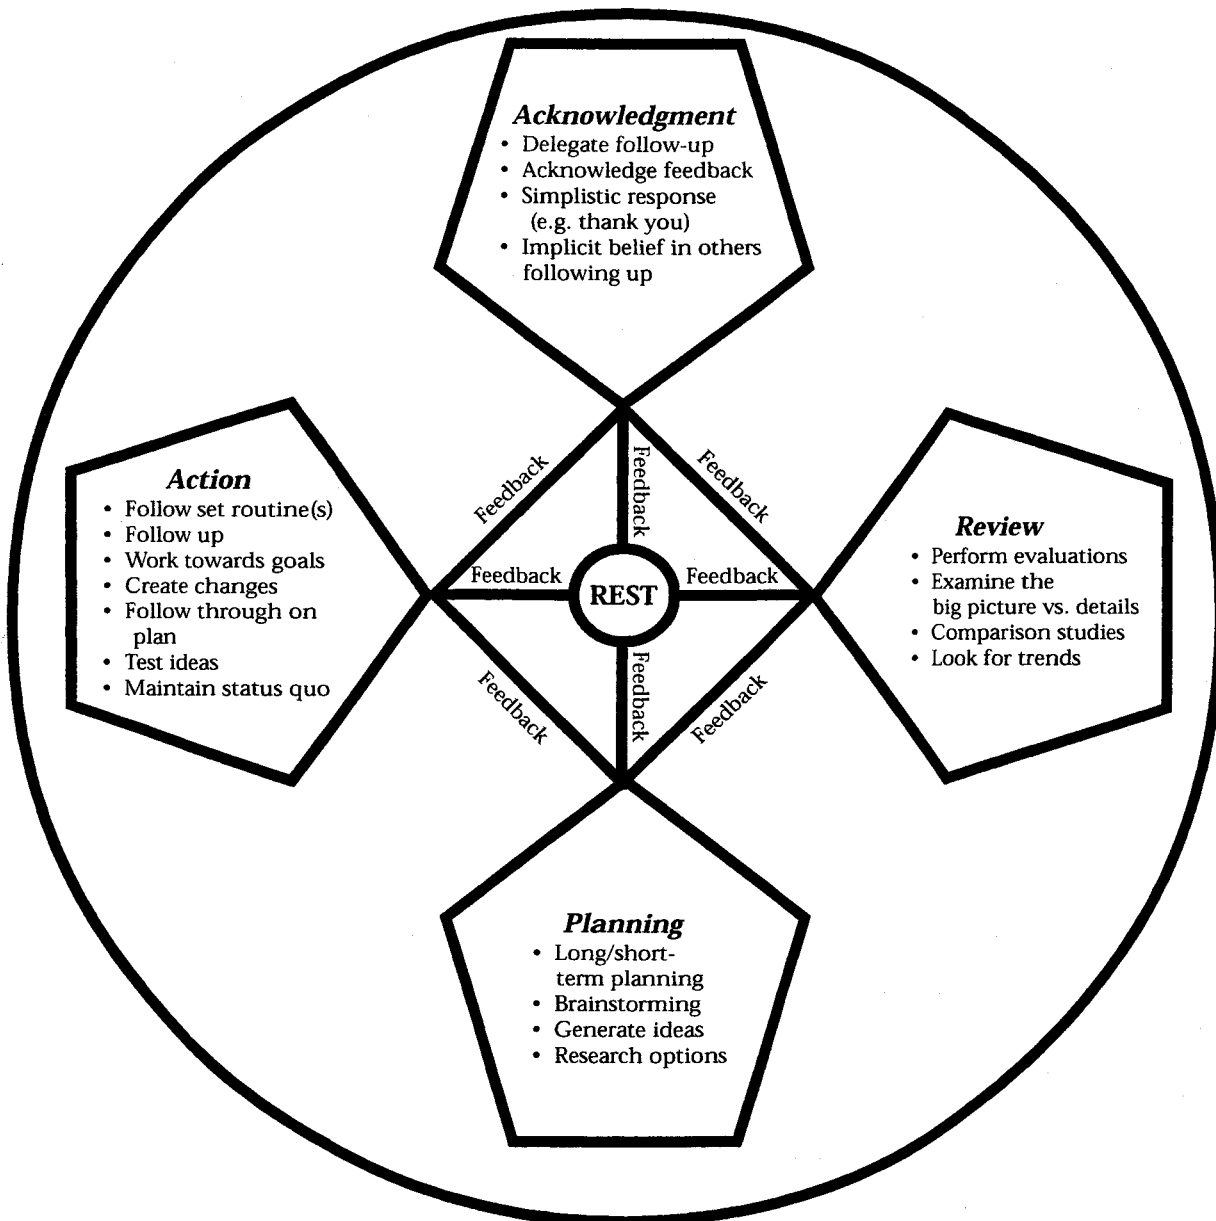 Acknowledgment
• Delegate follow-up
• Acknowledge feedback
• Simplistic response
(e.g. thank you)
• Implicit belief in others
following up
Action
• Follow set routine(s)
• Follow up
• Work towards goals
• Create changes
• Follow through on
plan
• Test ideas
• Maintain status quo
Feedback
Feedback
Feedback
Feedback
REST
Feedback
Feedback
Feedback
Feedback
Review
• Perform evaluations
• Examine the
big picture vs. details
• Comparison studies
• Look for trends
Planning
• Long/short-
term planning
• Brainstorming
• Generate ideas
• Research options